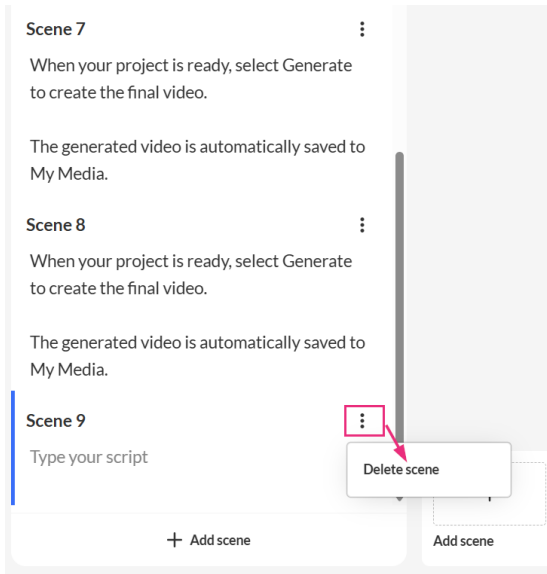 Scene 7
When your project is ready, select Generate
to create the final video.
The generated video is automatically saved to
My Media.
Scene 8
When your project is ready, select Generate
to create the final video.
The generated video is automatically saved to
My Media.
Scene 9
Type your script
Delete scene
+ Add scene
Add scene